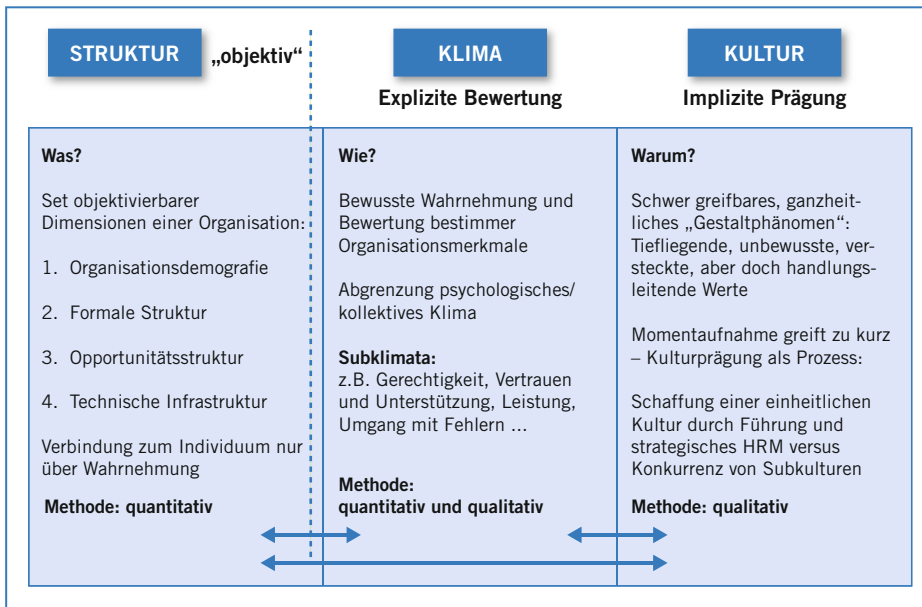 STRUKTUR „objektiv“
KLIMA
Explizite Bewertung
KULTUR
Implizite Prägung
Was?
Set objektivierbarer
Dimensionen einer Organisation:
1. Organisationsdemografie
2. Formale Struktur
3. Opportunitätsstruktur
4. Technische Infrastruktur
Verbindung zum Individuum nur
über Wahrnehmung
Methode: quantitativ
Wie?
Bewusste Wahrnehmung und
Bewertung bestimmer
Organisationsmerkmale
Abgrenzung psychologisches/
kollektives Klima
Subklimata:
z.B. Gerechtigkeit, Vertrauen
und Unterstützung, Leistung,
Umgang mit Fehlern ...
Methode:
quantitativ und qualitativ
Warum?
Schwer greifbares, ganzheit-
liches „Gestaltphänomen“:
Tiefliegende, unbewusste, ver-
steckte, aber doch handlungs-
leitende Werte
Momentaufnahme greift zu kurz
– Kulturprägung als Prozess:
Schaffung einer einheitlichen
Kultur durch Führung und
strategisches HRM versus
Konkurrenz von Subkulturen
Methode: qualitativ